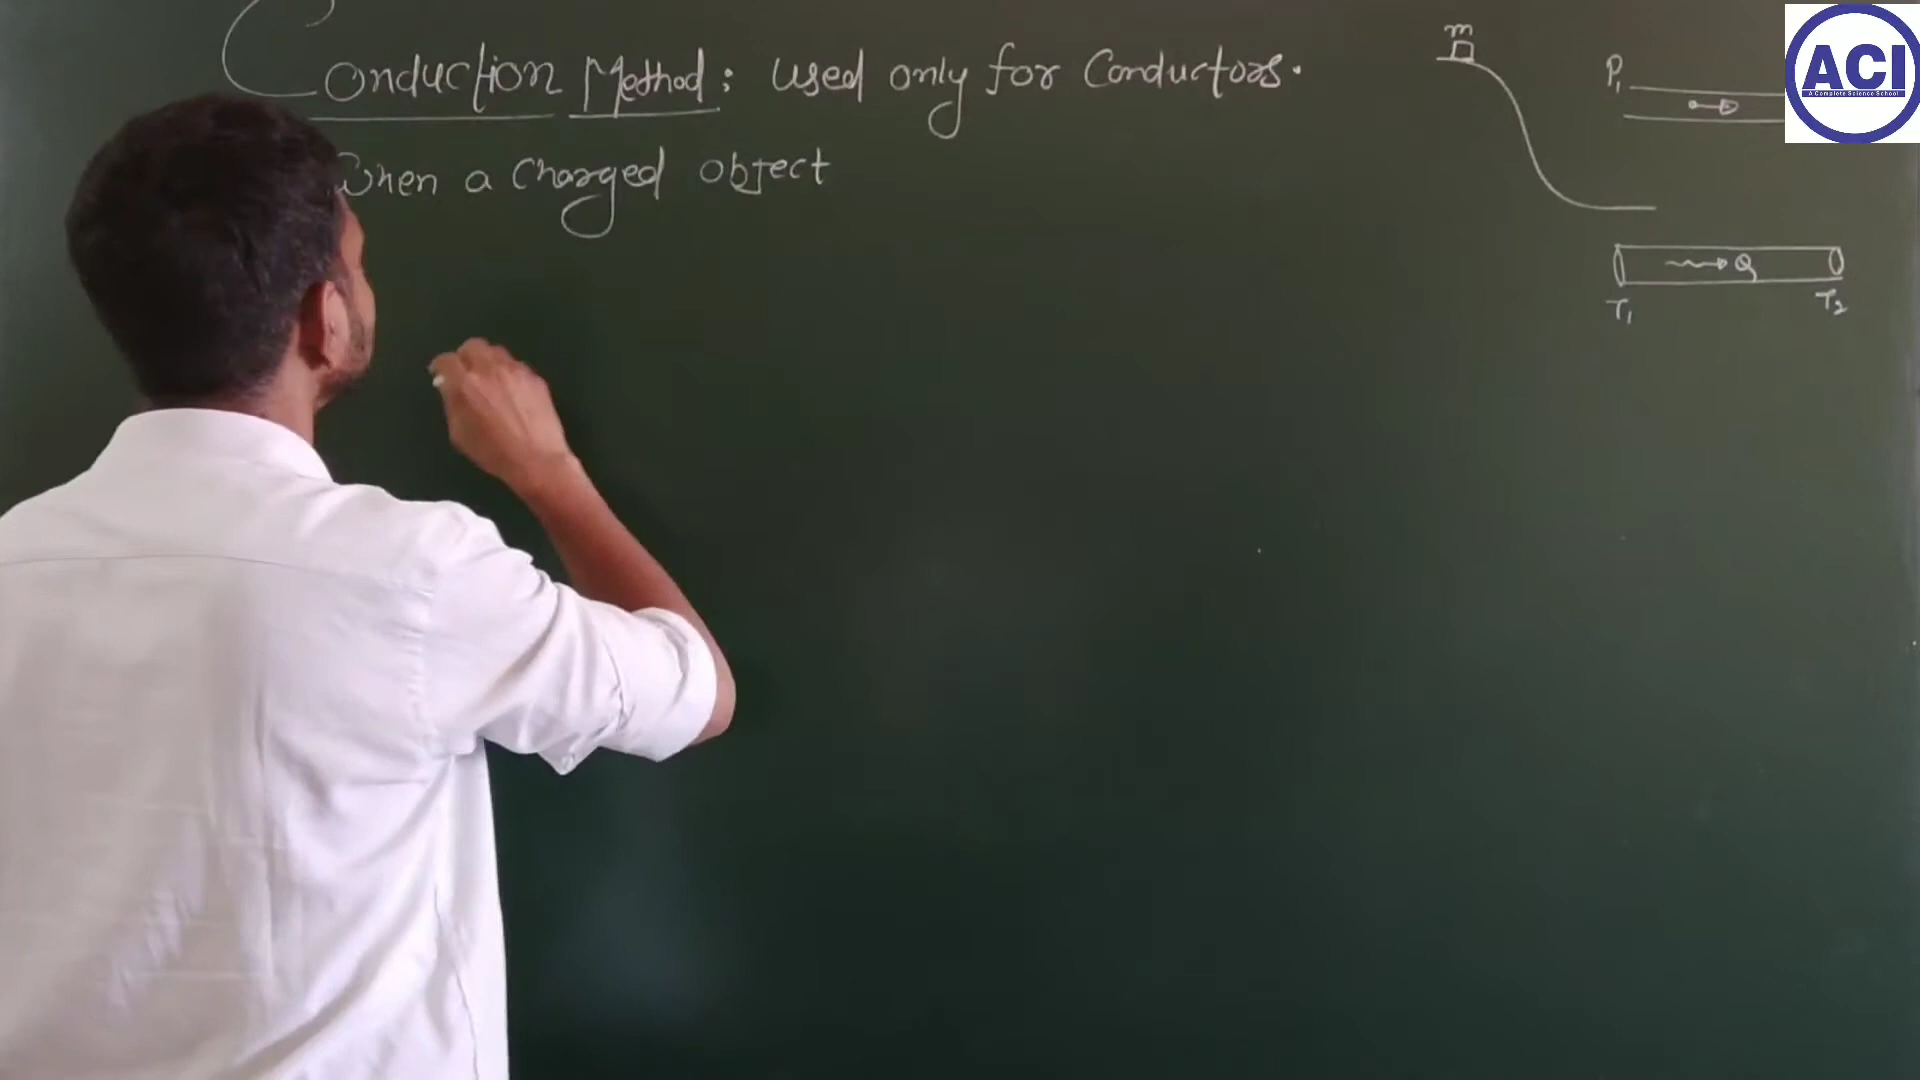 Conduction Method: used only for Conductors.
When a charged object
m
P1
Q
T1 T2
ACI
A Complete Science School